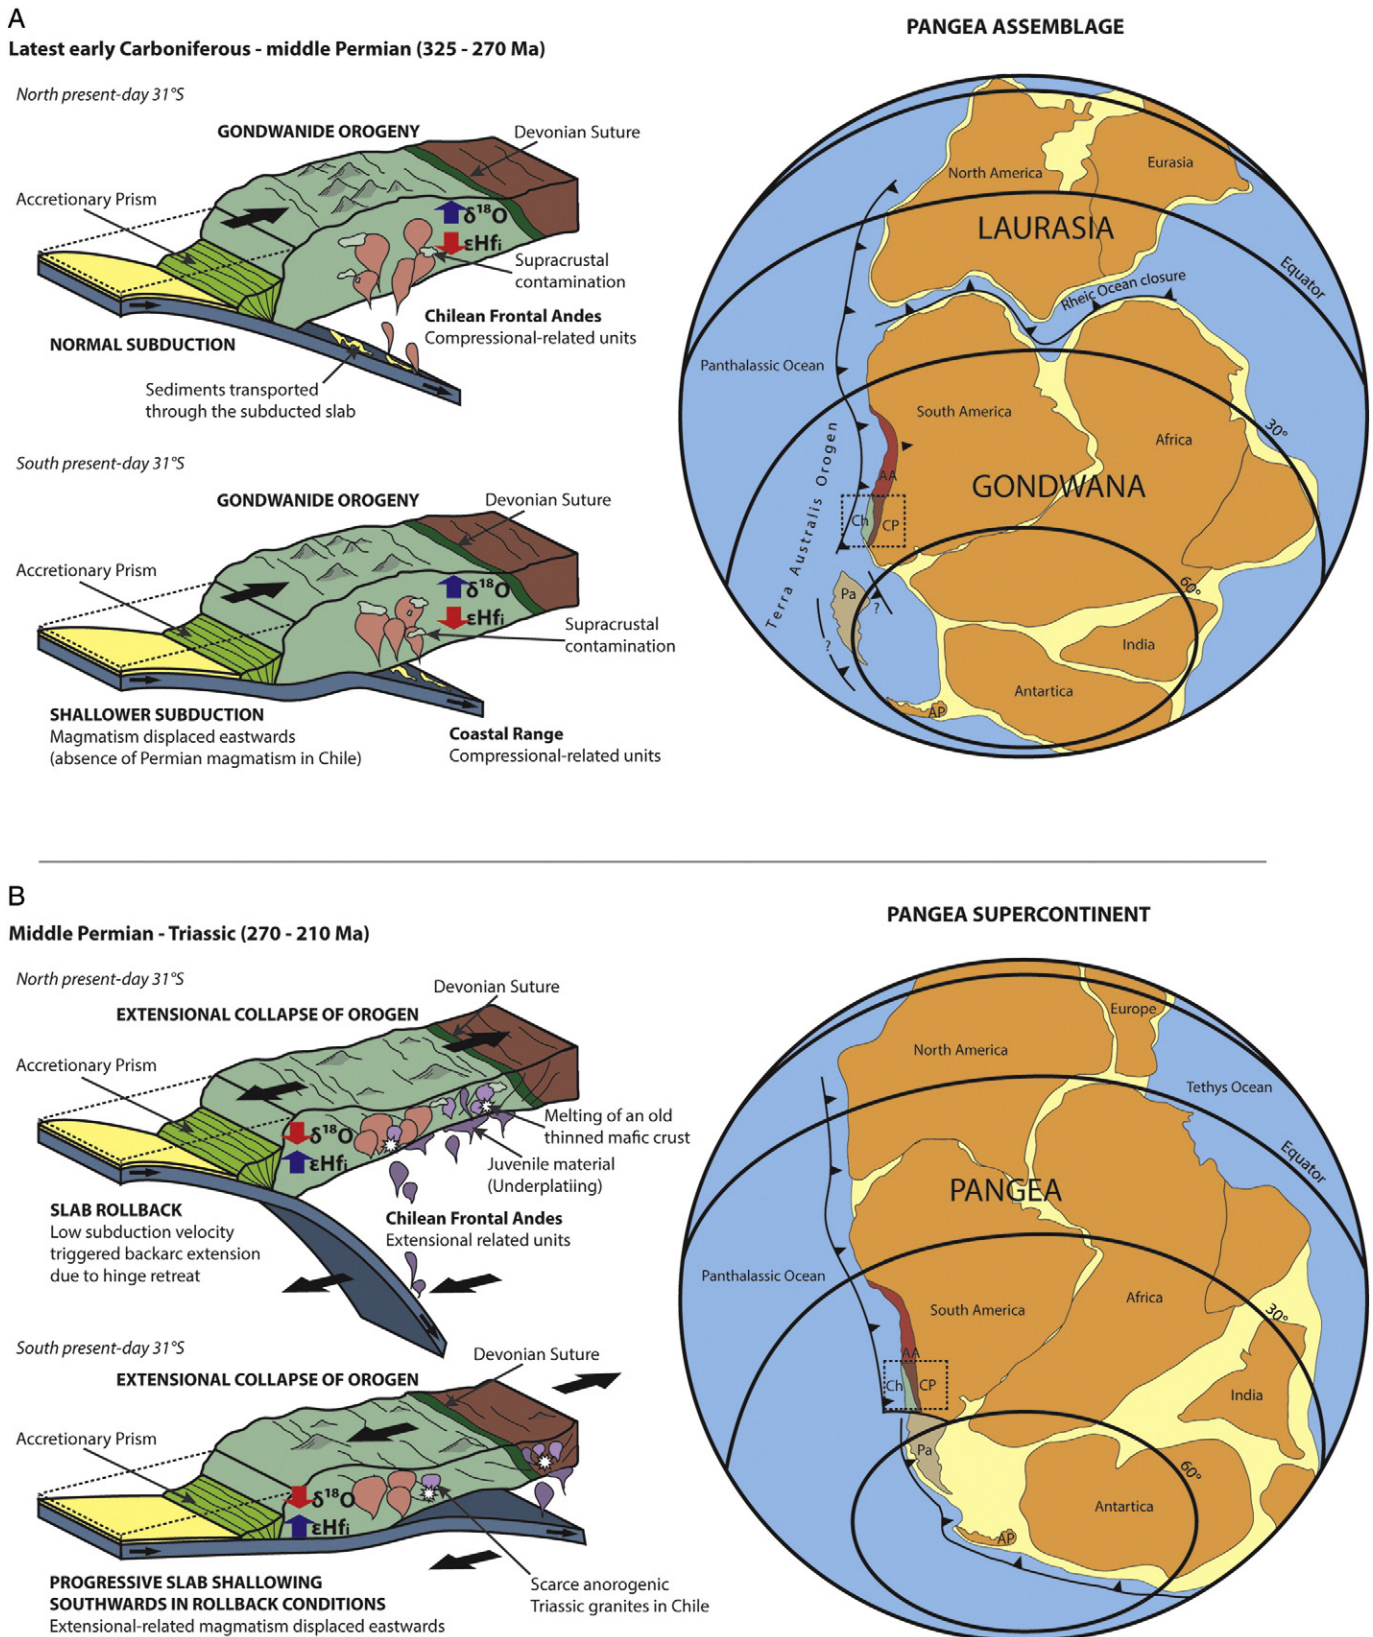 A
Latest early Carboniferous - middle Permian (325 - 270 Ma)
North present-day 31°S
GONDWANIDE OROGENY
Devonian Suture
Accretionary Prism
δ18O
εHfi
Supracrustal
contamination
Chilean Frontal Andes
Compressional-related units
NORMAL SUBDUCTION
Sediments transported
through the subducted slab
South present-day 31°S
GONDWANIDE OROGENY
Devonian Suture
Accretionary Prism
δ18O
εHfi
Supracrustal
contamination
SHALLOWER SUBDUCTION
Magmatism displaced eastwards
(absence of Permian magmatism in Chile)
Coastal Range
Compressional-related units
PANGEA ASSEMBLAGE
North America
Eurasia
LAURASIA
Equator
Rheic Ocean closure
Panthalassic Ocean
South America
Africa
30°
Terra Australis Orogen
AA
GONDWANA
Ch
CP
Pa
?
?
60°
India
Antartica
AP
B
Middle Permian - Triassic (270 - 210 Ma)
North present-day 31°S
EXTENSIONAL COLLAPSE OF OROGEN
Devonian Suture
Accretionary Prism
δ18O
εHfi
Melting of an old
thinned mafic crust
Juvenile material
(Underplatiing)
SLAB ROLLBACK
Low subduction velocity
triggered backarc extension
due to hinge retreat
Chilean Frontal Andes
Extensional related units
South present-day 31°S
EXTENSIONAL COLLAPSE OF OROGEN
Devonian Suture
Accretionary Prism
δ18O
εHfi
PROGRESSIVE SLAB SHALLOWING
SOUTHWARDS IN ROLLBACK CONDITIONS
Extensional-related magmatism displaced eastwards
Scarce anorogenic
Triassic granites in Chile
PANGEA SUPERCONTINENT
Europe
North America
Tethys Ocean
Equator
PANGEA
Panthalassic Ocean
South America
Africa
30°
AA
Ch
CP
India
Pa
60°
Antartica
AP